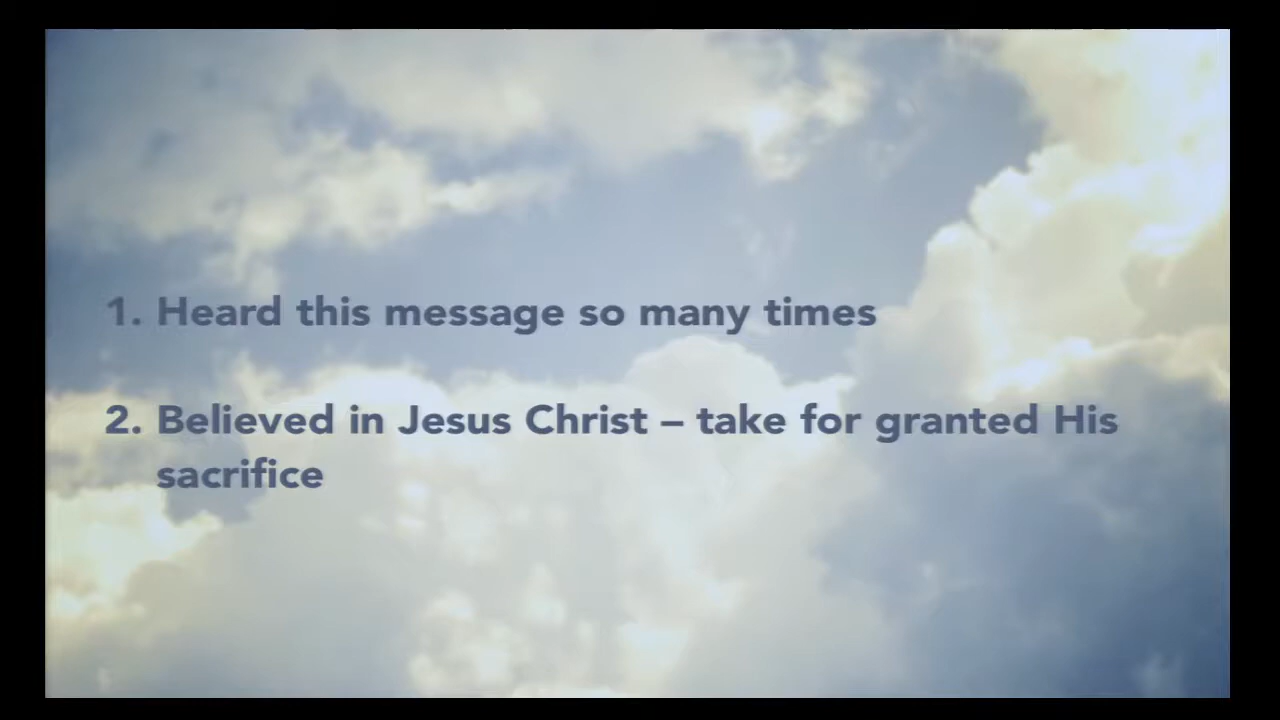 1. Heard this message so many times
2. Believed in Jesus Christ – take for granted His
sacrifice